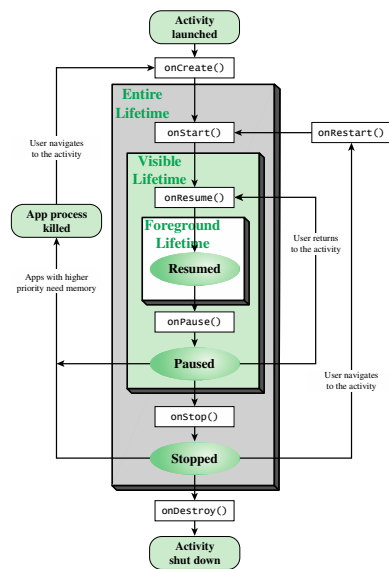 Activity
launched
onCreate()
Entire
Lifetime
User navigates
to the activity
onStart()
onRestart()
Visible
Lifetime
onResume()
App process
killed
Foreground
Lifetime
User returns
to the activity
Resumed
Apps with higher
priority need memory
onPause()
Paused
User navigates
to the activity
onStop()
Stopped
onDestroy()
Activity
shut down